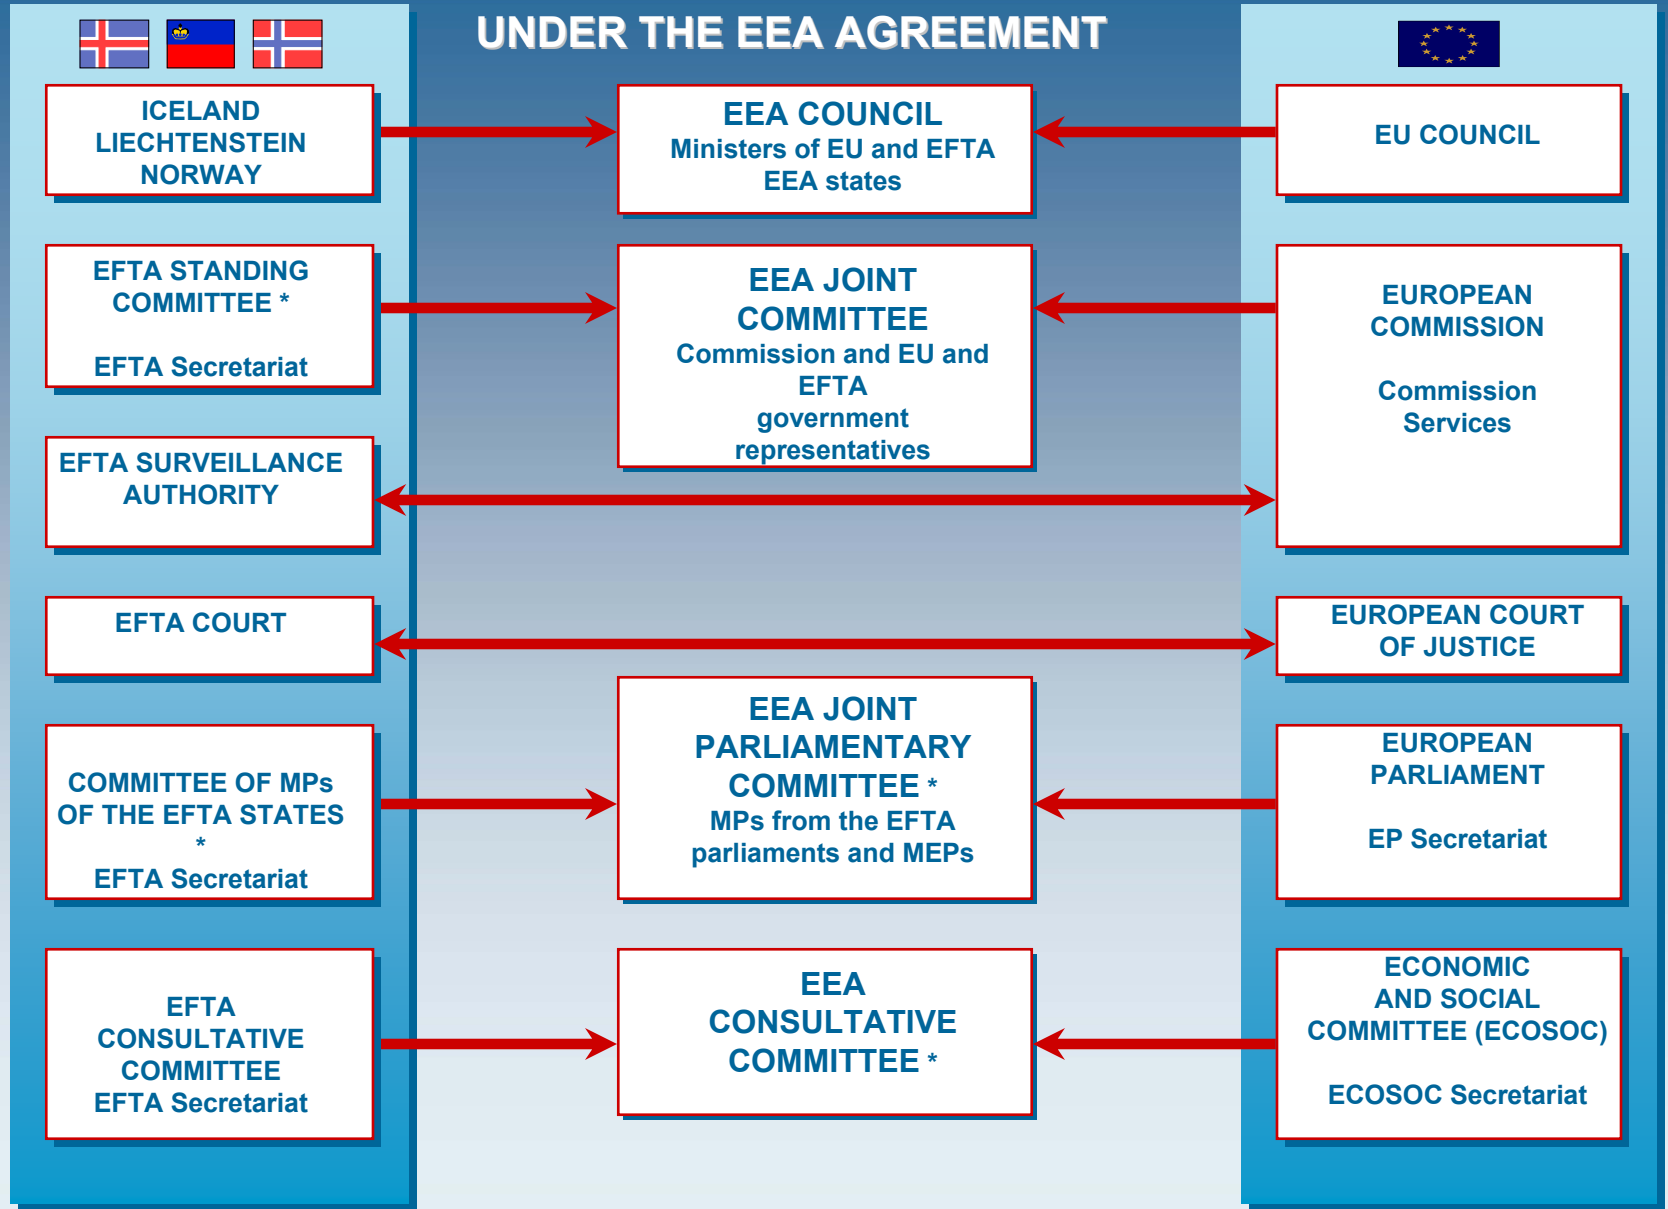 UNDER THE EEA AGREEMENT
ICELAND
LIECHTENSTEIN
NORWAY
EEA COUNCIL
Ministers of EU and EFTA
EEA states
EU COUNCIL
EFTA STANDING
COMMITTEE *
EFTA Secretariat
EEA JOINT
COMMITTEE
Commission and EU and
EFTA
government
representatives
EUROPEAN
COMMISSION
Commission
Services
EFTA SURVEILLANCE
AUTHORITY
EFTA COURT
EUROPEAN COURT
OF JUSTICE
COMMITTEE OF MPs
OF THE EFTA STATES
*
EFTA Secretariat
EEA JOINT
PARLIAMENTARY
COMMITTEE *
MPs from the EFTA
parliaments and MEPs
EUROPEAN
PARLIAMENT
EP Secretariat
EFTA
CONSULTATIVE
COMMITTEE
EFTA Secretariat
EEA
CONSULTATIVE
COMMITTEE *
ECONOMIC
AND SOCIAL
COMMITTEE (ECOSOC)
ECOSOC Secretariat